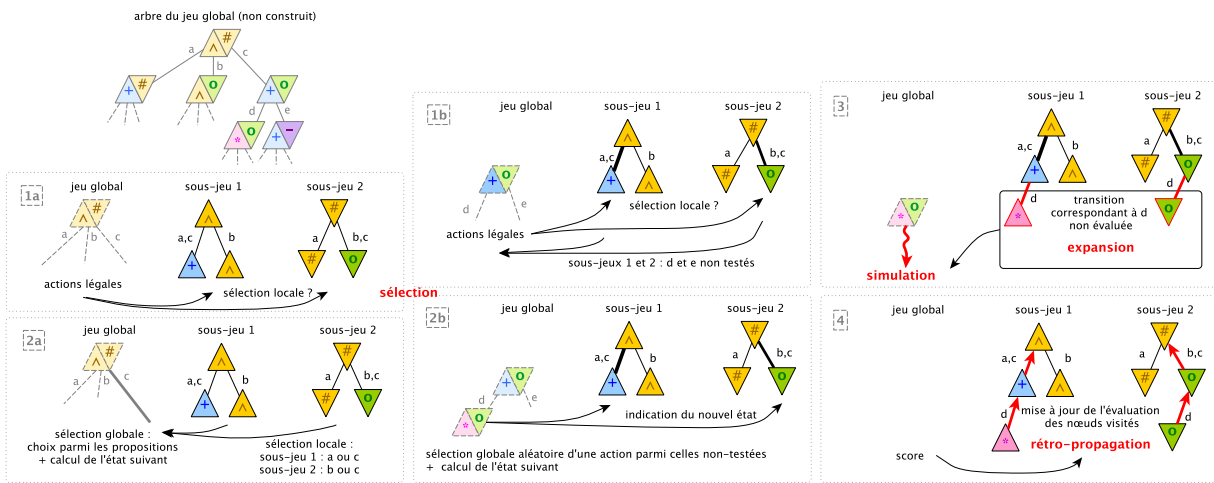 arbre du jeu global (non construit)
^ #
a b c
+ # ^ O + O
d e
* O + -
1a
jeu global sous-jeu 1 sous-jeu 2
^ # ^ #
a b c a,c b a b,c
+ ^ # O
actions légales sélection locale ?
sélection
2a
jeu global sous-jeu 1 sous-jeu 2
^ # ^ #
a b c a,c b a b,c
+ ^ # O
sélection globale :
choix parmi les propositions
+ calcul de l'état suivant
sélection locale :
sous-jeu 1 : a ou c
sous-jeu 2 : b ou c
1b
jeu global sous-jeu 1 sous-jeu 2
^ #
a,c b a b,c
+ O + ^ # O
d e
sélection locale ?
actions légales
sous-jeux 1 et 2 : d et e non testés
2b
jeu global sous-jeu 1 sous-jeu 2
^ #
a,c b a b,c
+ O + ^ # O
d e
* O
indication du nouvel état
sélection globale aléatoire d'une action parmi celles non-testées
+ calcul de l'état suivant
3
jeu global sous-jeu 1 sous-jeu 2
^ #
a,c b a b,c
+ ^ # O
d d
* O * O
transition
correspondant à d
non évaluée
expansion
simulation
4
jeu global sous-jeu 1 sous-jeu 2
^ #
a,c b a b,c
+ ^ # O
d d
* O
mise à jour de l'évaluation
des nœuds visités
rétro-propagation
score